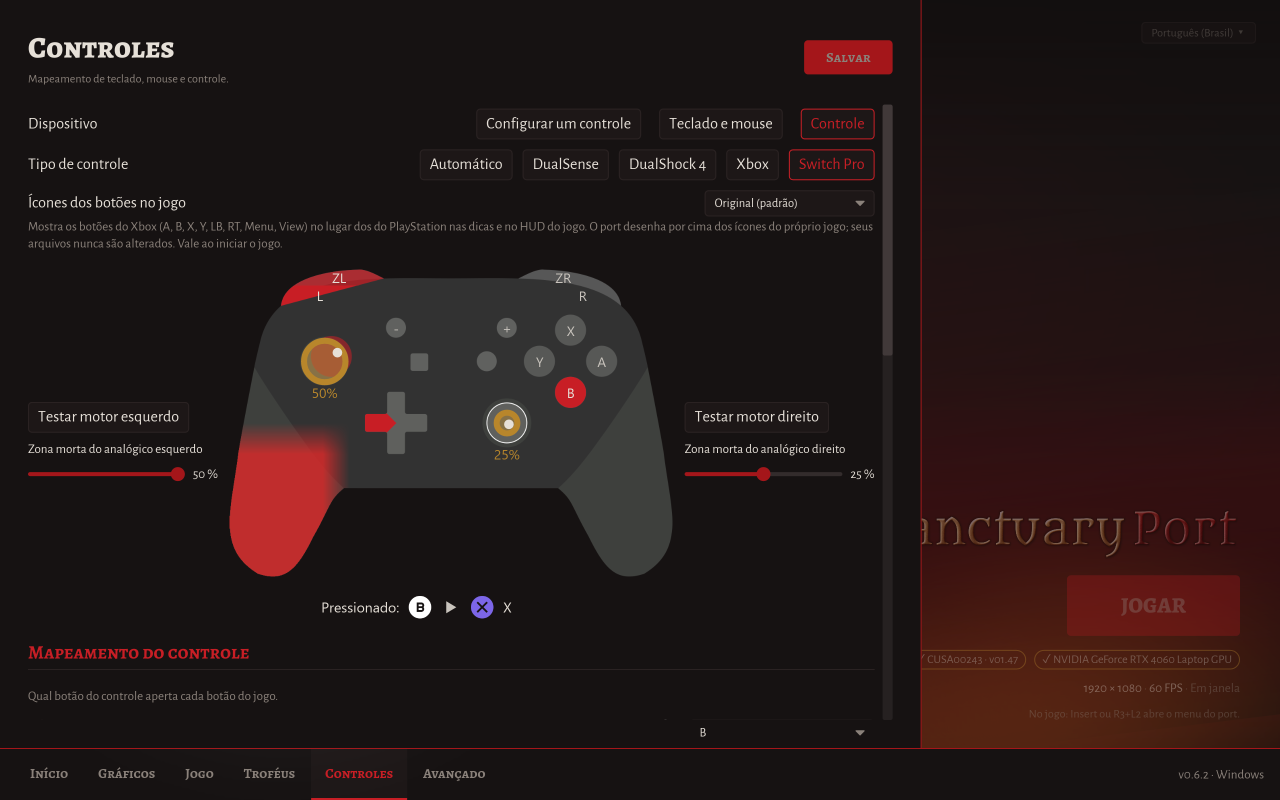 Controles
Português (Brasil)
Mapeamento de teclado, mouse e controle.
Salvar
Dispositivo
Configurar um controle
Teclado e mouse
Controle
Tipo de controle
Automático
DualSense
DualShock 4
Xbox
Switch Pro
Ícones dos botões no jogo
Original (padrão)
Mostra os botões do Xbox (A, B, X, Y, LB, RT, Menu, View) no lugar dos do PlayStation nas dicas e no HUD do jogo. O port desenha por cima dos ícones do próprio jogo; seus
arquivos nunca são alterados. Vale ao iniciar o jogo.
ZL
ZR
L
R
-
+
X
Y
A
B
50%
25%
Testar motor esquerdo
Testar motor direito
Zona morta do analógico esquerdo
Zona morta do analógico direito
50 %
25 %
anctuary Port
JOGAR
Pressionado: B X
Mapeamento do controle
CUSA00243 · v01.47
✓ NVIDIA GeForce RTX 4060 Laptop GPU
1920 × 1080 · 60 FPS · Em janela
Qual botão do controle aperta cada botão do jogo.
No jogo: Insert ou R3+L2 abre o menu do port.
B
Início
Gráficos
Jogo
Troféus
Controles
Avançado
v0.6.2 · Windows